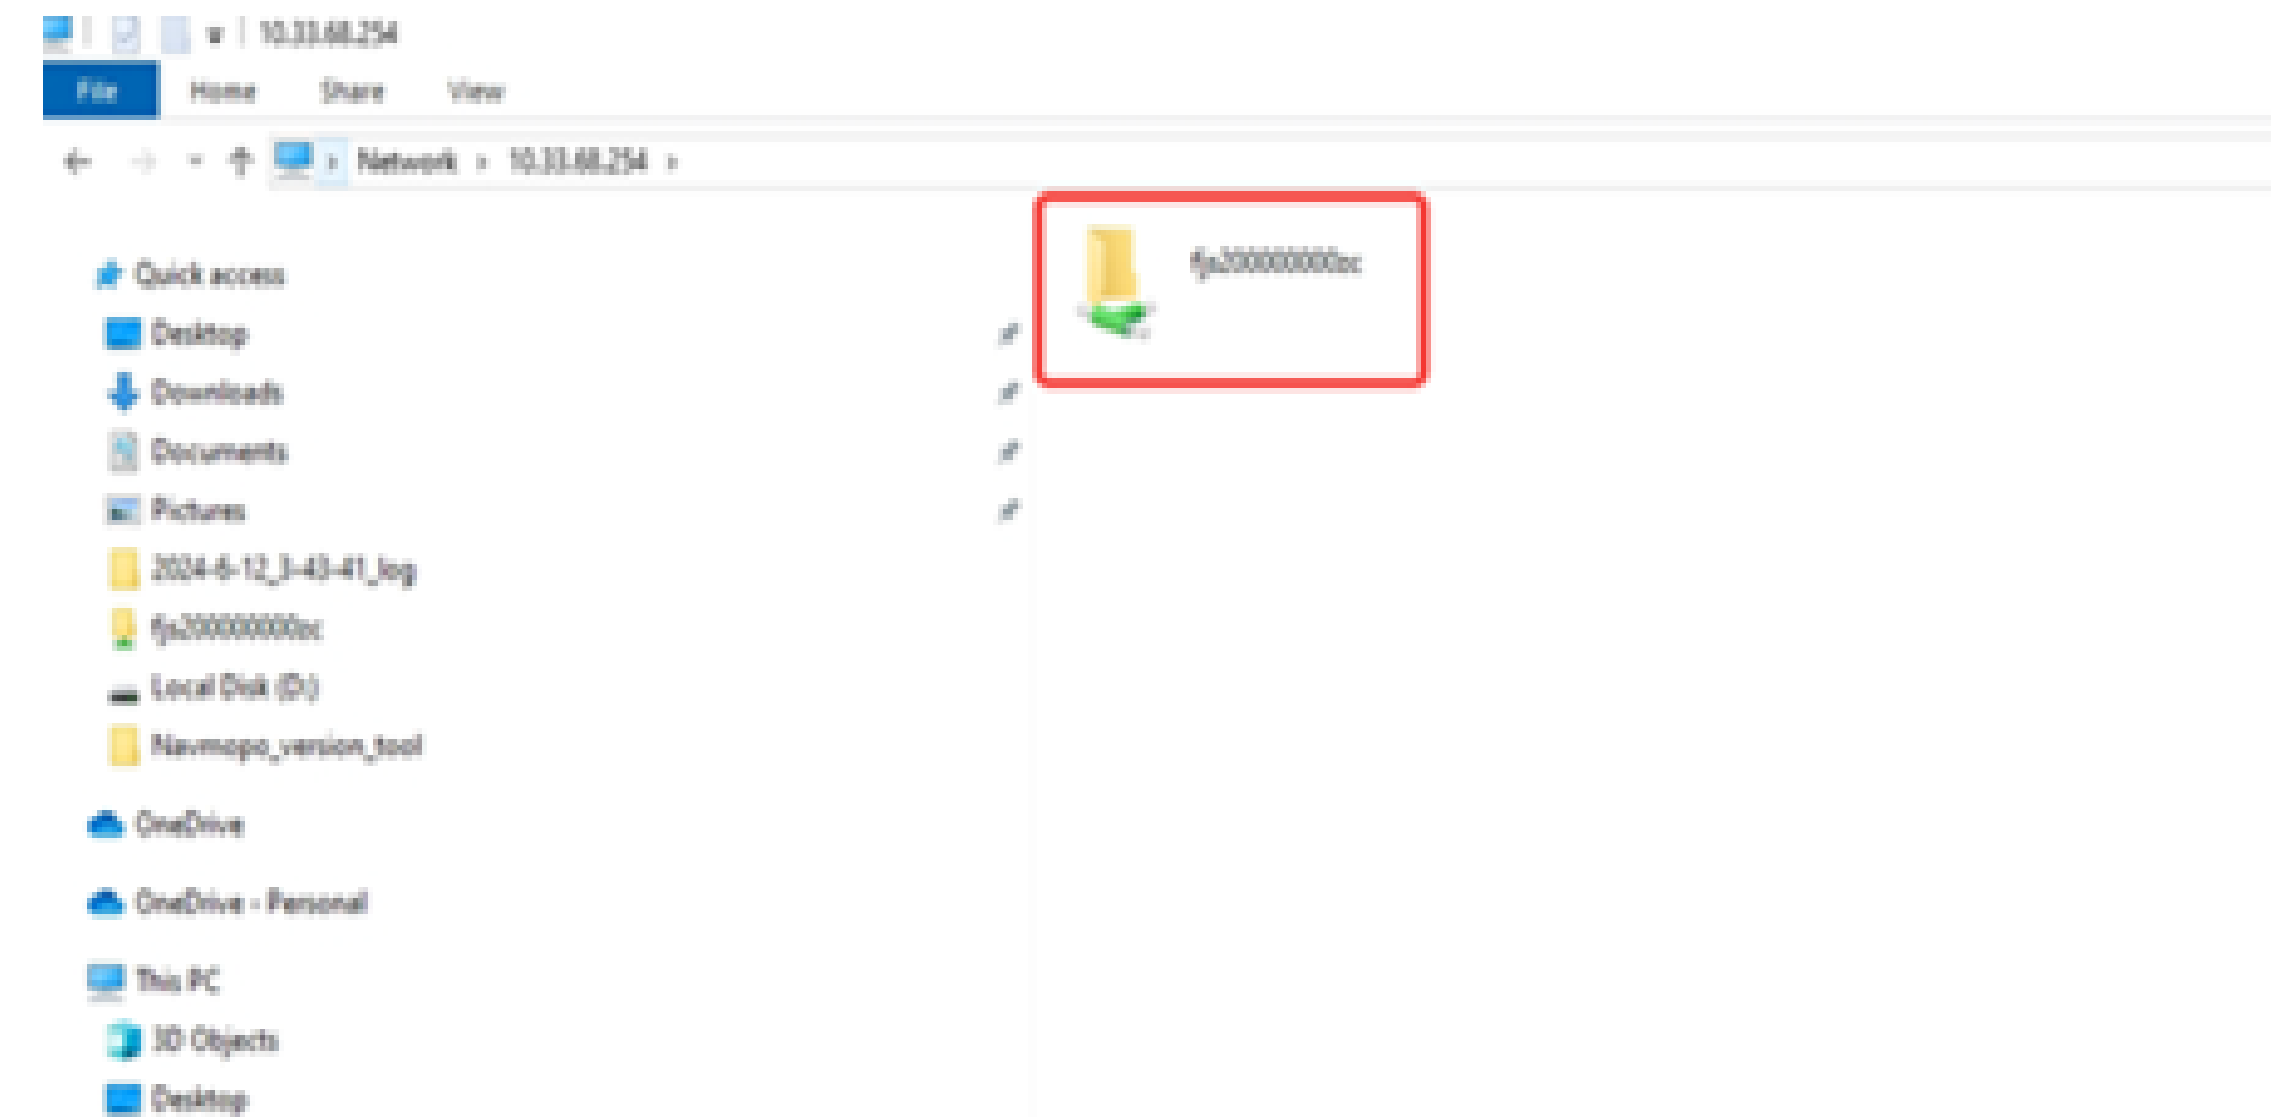 10.33.68.254
File Home Share View
Network › 10.33.68.254 ›
Quick access
Desktop
Downloads
Documents
Pictures
2024-6-12_3-43-41_log
Local Disk (D:)
Navmopo_version_tool
OneDrive
OneDrive - Personal
This PC
3D Objects
Desktop